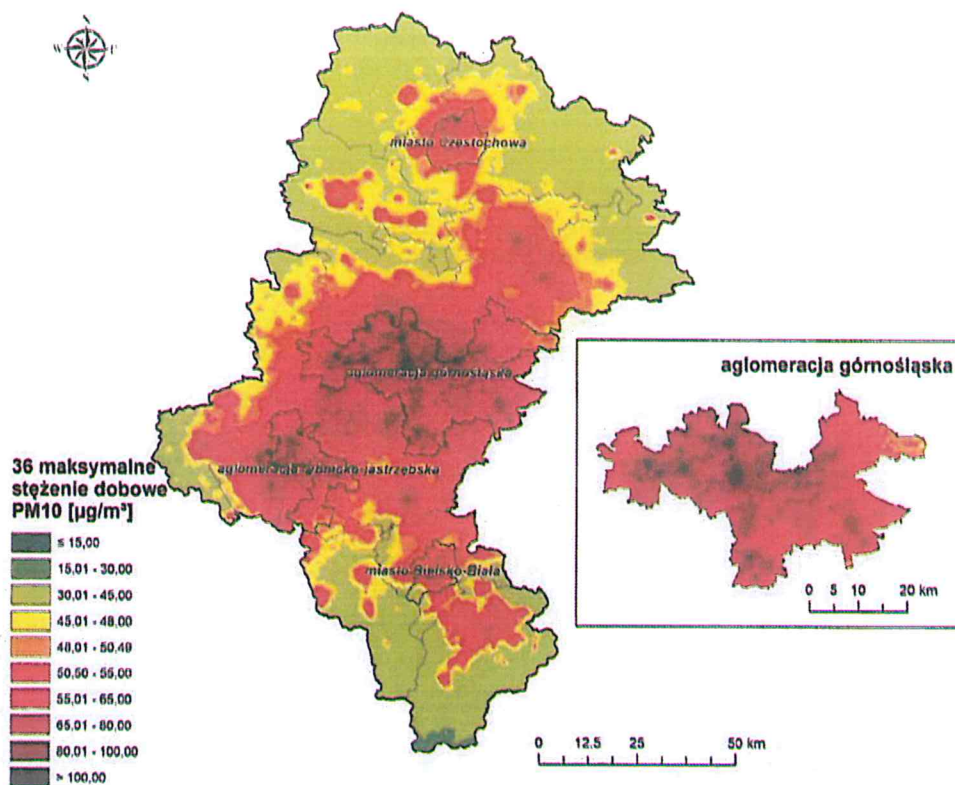 N
W
P
S
miasto Częstochowa
aglomeracja górnośląska
aglomeracja rybnicko-jastrzębska
miasto Bielsko-Biała
aglomeracja górnośląska
0 10 20 km
36 maksymalne
stężenie dobowe
PM10 [µg/m³]
≤ 15,00
15,01 - 30,00
30,01 - 45,00
45,01 - 48,00
48,01 - 50,49
50,50 - 55,00
55,01 - 65,00
65,01 - 80,00
80,01 - 100,00
> 100,00
0 12.5 25 50 km